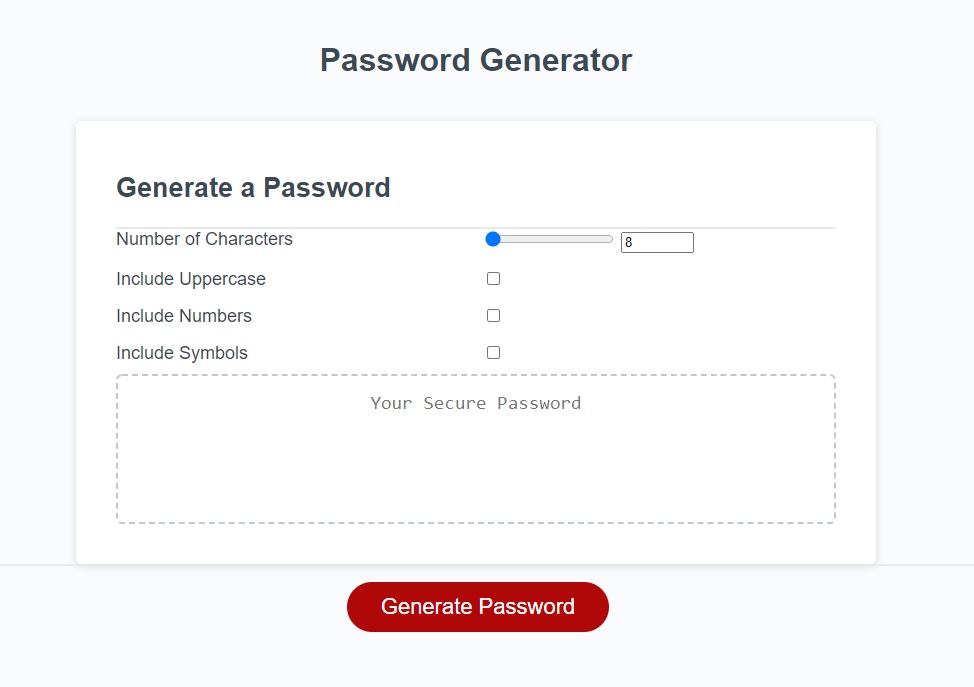 Password Generator
Generate a Password
Number of Characters 8
Include Uppercase
Include Numbers
Include Symbols
Your Secure Password
Generate Password